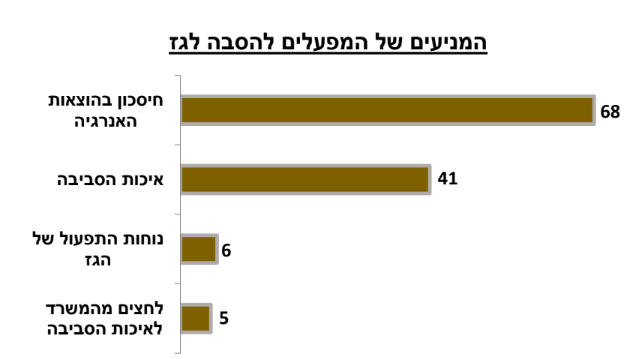 המניעים של המפעלים להסבה לגז
חיסכון בהוצאות
האנרגיה
68
איכות הסביבה
41
נוחות התפעול של
הגז
6
לחצים מהמשרד
לאיכות הסביבה
5